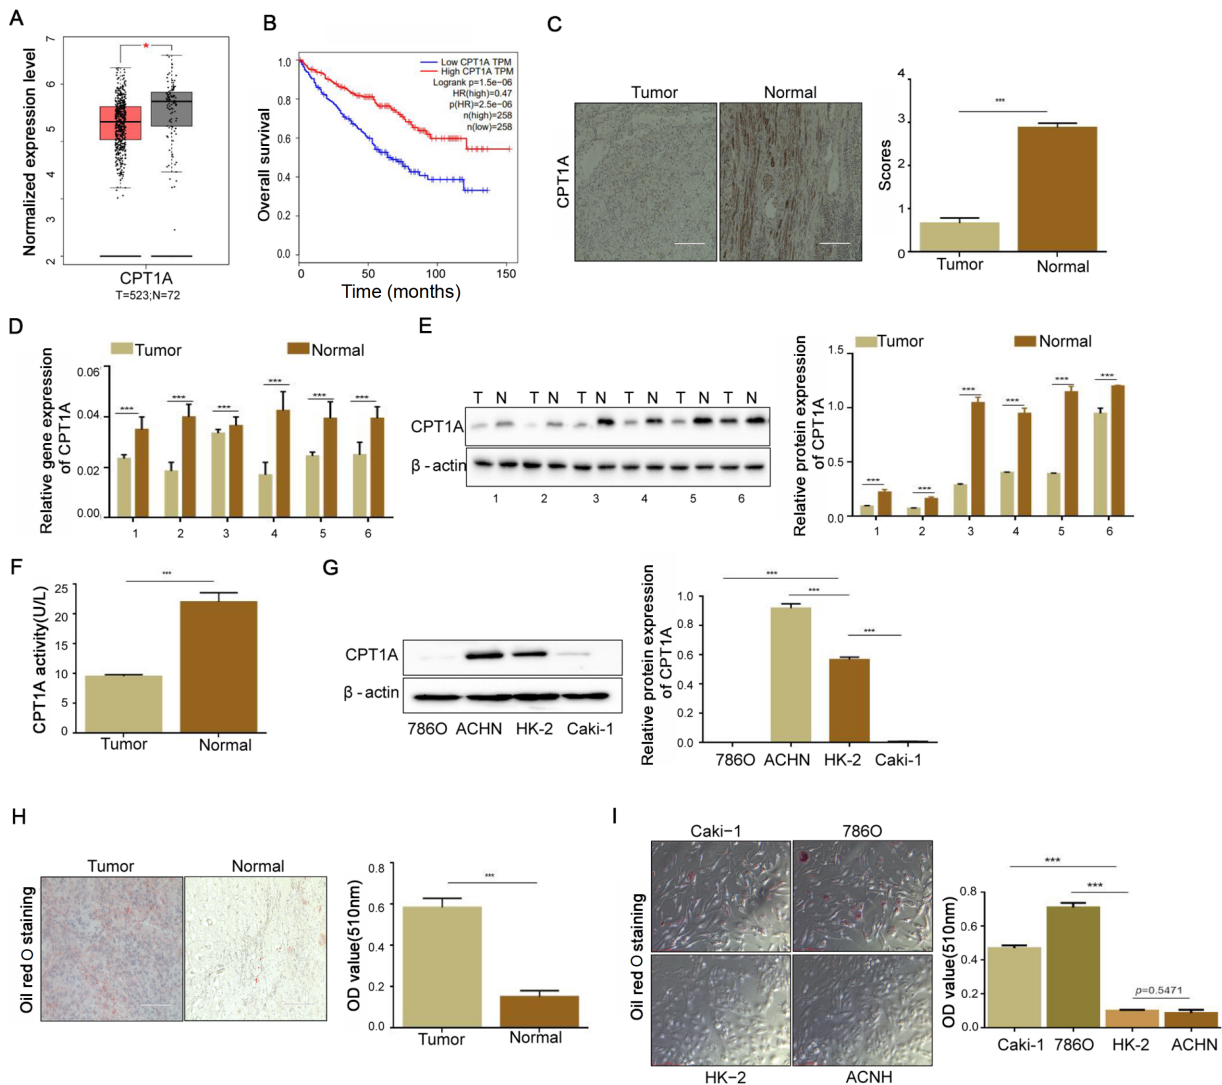 A
Normalized expression level
7
6
5
4
3
2
*
CPT1A
T=523;N=72
B
Overall survival
1.0
0.8
0.6
0.4
0.2
0.0
Low CPT1A TPM
High CPT1A TPM
Logrank p=1.5e-06
HR(high)=0.47
p(HR)=2.5e-06
n(high)=258
n(low)=258
0 50 100 150
Time (months)
C
Tumor Normal
CPT1A
Scores
4
3
2
1
0
***
Tumor Normal
D
Tumor Normal
Relative gene expression
of CPT1A
0.06
0.04
0.02
0.00
*** *** *** *** *** ***
1 2 3 4 5 6
E
T N T N T N T N T N T N
CPT1A
β - actin
1 2 3 4 5 6
Tumor Normal
Relative protein expression
of CPT1A
1.5
1.0
0.5
0.0
*** *** *** *** *** ***
1 2 3 4 5 6
F
CPT1A activity(U/L)
25
20
15
10
5
0
***
Tumor Normal
G
CPT1A
β - actin
786O ACHN HK-2 Caki-1
Relative protein expression
of CPT1A
1.0
0.8
0.6
0.4
0.2
0.0
***
***
***
786O ACHN HK-2 Caki-1
H
Tumor Normal
Oil red O staining
OD value(510nm)
0.8
0.6
0.4
0.2
0.0
***
Tumor Normal
I
Caki−1 786O
Oil red O staining
HK−2 ACNH
OD value(510nm)
0.8
0.6
0.4
0.2
0.0
***
***
p=0.5471
Caki-1 786O HK-2 ACHN